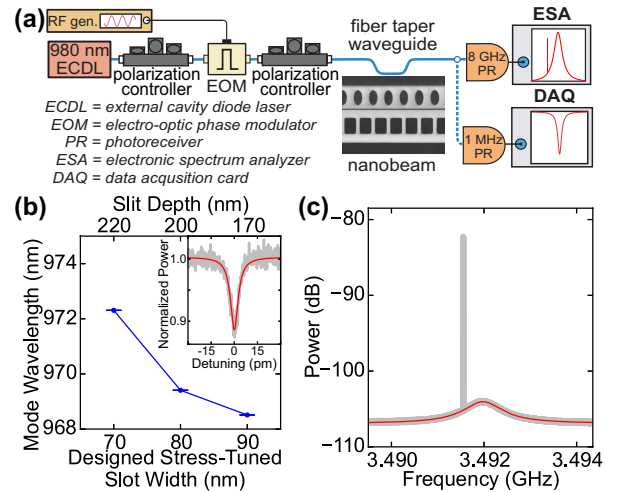 (a)
RF gen.
980 nm
ECDL
polarization
controller
EOM
polarization
controller
fiber taper
waveguide
nanobeam
8 GHz
PR
ESA
1 MHz
PR
DAQ
ECDL = external cavity diode laser
EOM = electro-optic phase modulator
PR = photoreceiver
ESA = electronic spectrum analyzer
DAQ = data acqusition card
(b)
Slit Depth (nm)
220 200 170
Mode Wavelength (nm)
974
972
970
968
70 80 90
Designed Stress-Tuned
Slot Width (nm)
Normalized Power
1.0
0.9
-15 0 15
Detuning (pm)
(c)
Power (dB)
−80
−90
−100
−110
3.490 3.492 3.494
Frequency (GHz)